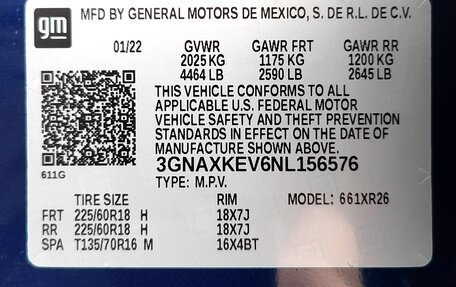 gm MFD BY GENERAL MOTORS DE MEXICO, S. DE R.L. DE C.V.
01/22 GVWR GAWR FRT GAWR RR
2025 KG 1175 KG 1200 KG
4464 LB 2590 LB 2645 LB
THIS VEHICLE CONFORMS TO ALL
APPLICABLE U.S. FEDERAL MOTOR
VEHICLE SAFETY AND THEFT PREVENTION
STANDARDS IN EFFECT ON THE DATE OF
MANUFACTURE SHOWN ABOVE.
3GNAXKEV6NL156576
611G TYPE: M.P.V.
TIRE SIZE RIM MODEL: 661XR26
FRT 225/60R18 H 18X7J
RR 225/60R18 H 18X7J
SPA T135/70R16 M 16X4BT